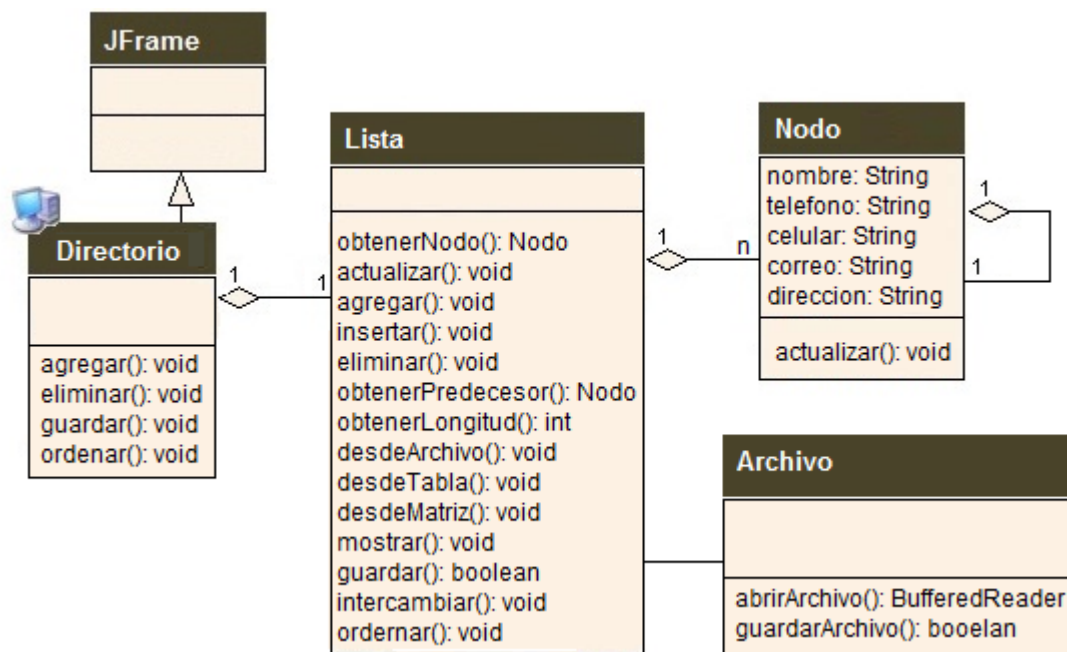 JFrame
Directorio
1
1
agregar(): void
eliminar(): void
guardar(): void
ordenar(): void
Lista
obtenerNodo(): Nodo
actualizar(): void
agregar(): void
insertar(): void
eliminar(): void
obtenerPredecesor(): Nodo
obtenerLongitud(): int
desdeArchivo(): void
desdeTabla(): void
desdeMatriz(): void
mostrar(): void
guardar(): boolean
intercambiar(): void
ordernar(): void
1
n
Nodo
nombre: String
telefono: String
celular: String
correo: String
direccion: String
actualizar(): void
1
1
Archivo
abrirArchivo(): BufferedReader
guardarArchivo(): booelan